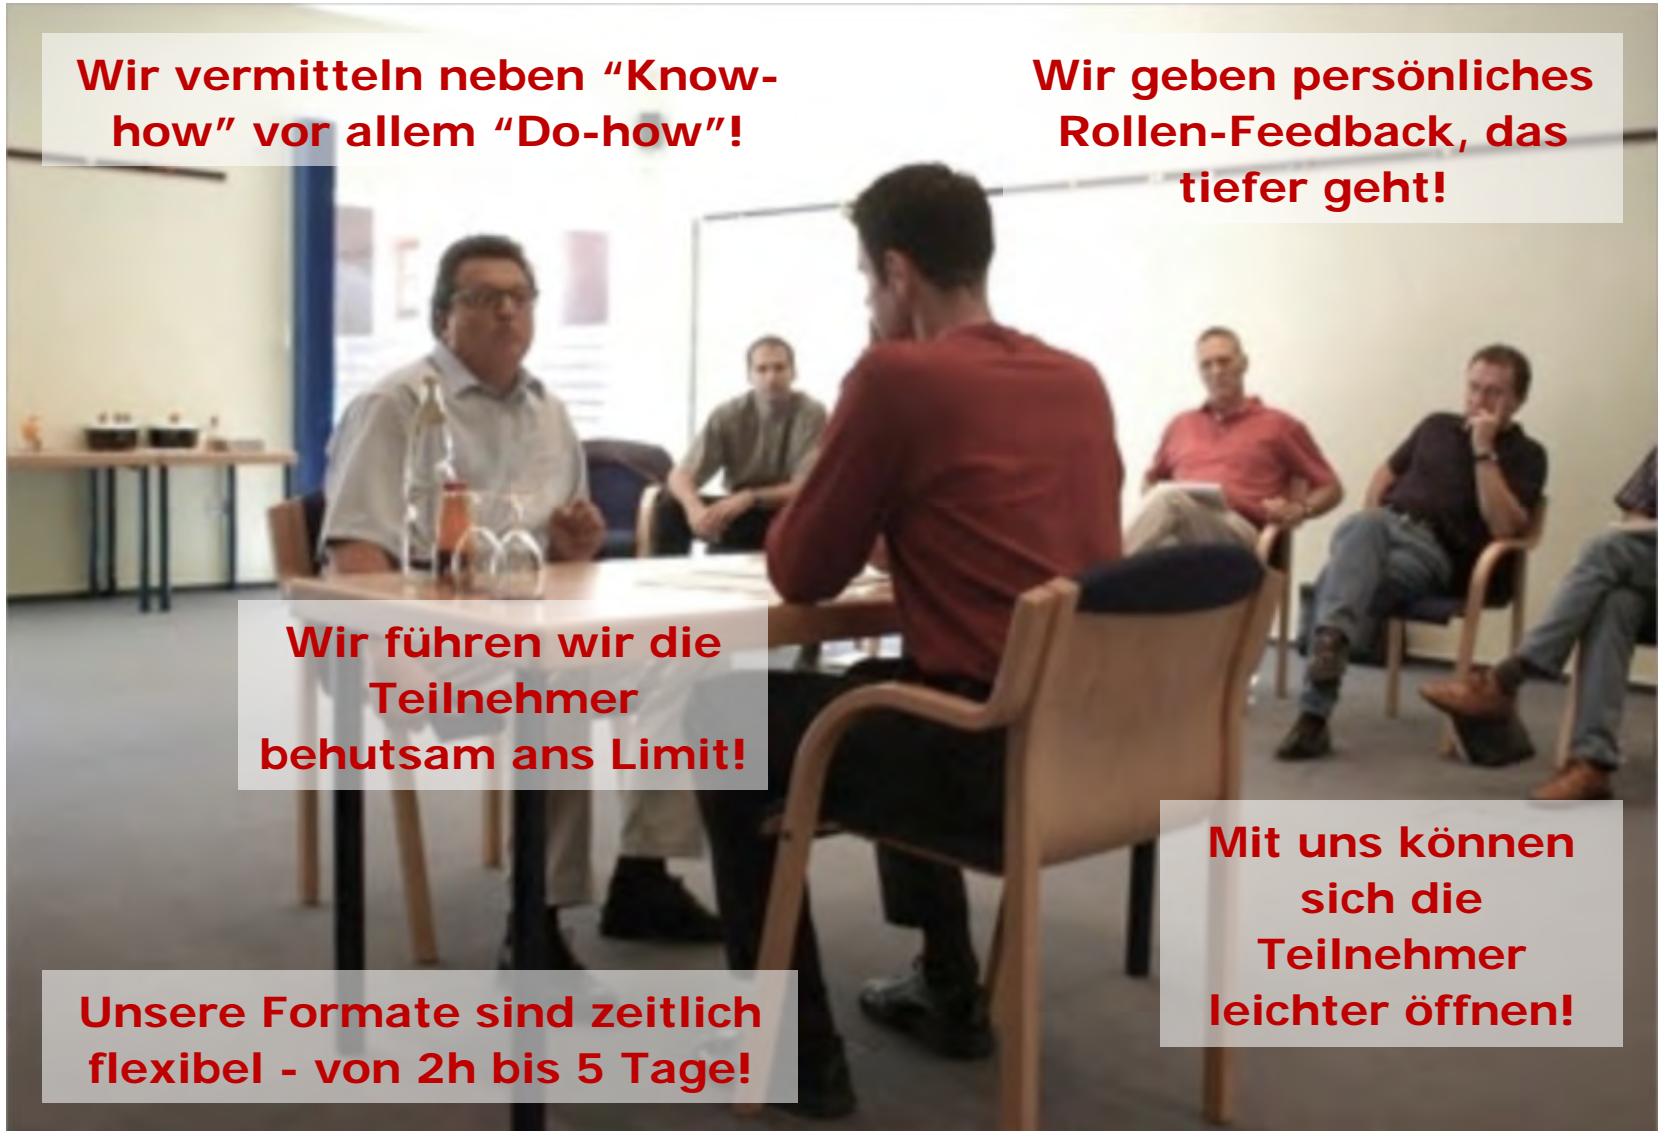 Wir vermitteln neben “Know-
how” vor allem “Do-how”!
Wir geben persönliches
Rollen-Feedback, das
tiefer geht!
Wir führen wir die
Teilnehmer
behutsam ans Limit!
Mit uns können
sich die
Teilnehmer
leichter öffnen!
Unsere Formate sind zeitlich
flexibel - von 2h bis 5 Tage!